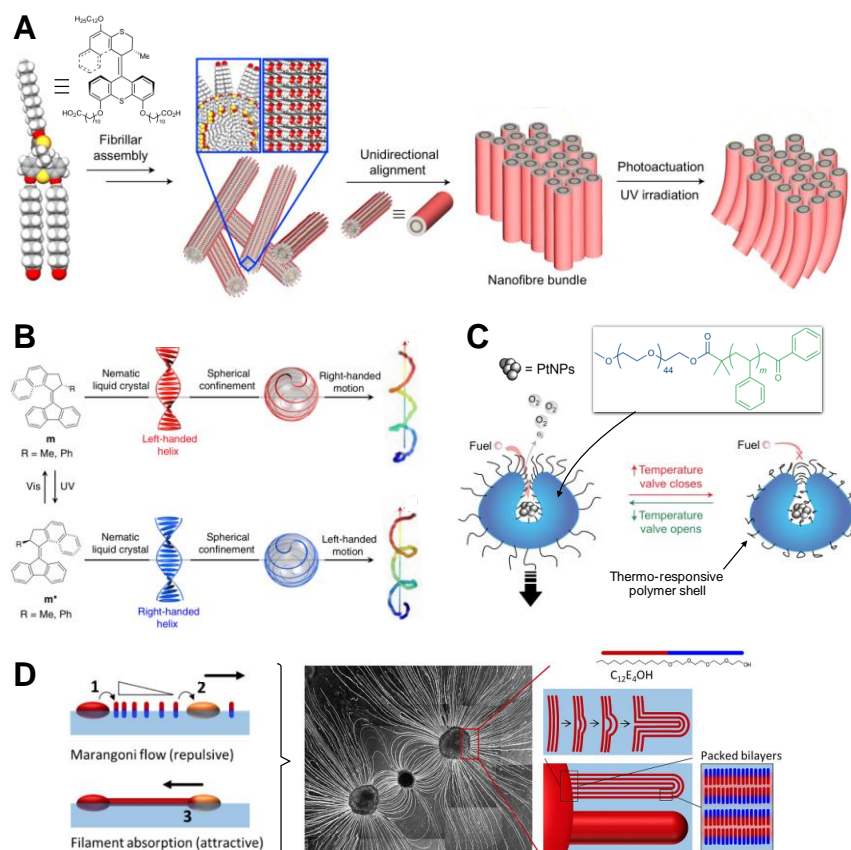 A
H25C12O
S
Me
HO2C
S
CO2H
O
O
10
10
Fibrillar
assembly
Unidirectional
alignment
Nanofibre bundle
Photoactuation
UV irradiation
B
R
m
R = Me, Ph
Vis
UV
R
m*
R = Me, Ph
Nematic
liquid crystal
Left-handed
helix
Spherical
confinement
Right-handed
motion
Nematic
liquid crystal
Right-handed
helix
Spherical
confinement
Left-handed
motion
C
= PtNPs
O
O
44
O
O
m
O
O2
O2
O2
O2
Fuel
Temperature
valve closes
Temperature
valve opens
Fuel
Thermo-responsive
polymer shell
D
1
2
Marangoni flow (repulsive)
3
Filament absorption (attractive)
O
O
O
O
OH
C12E4OH
Packed bilayers